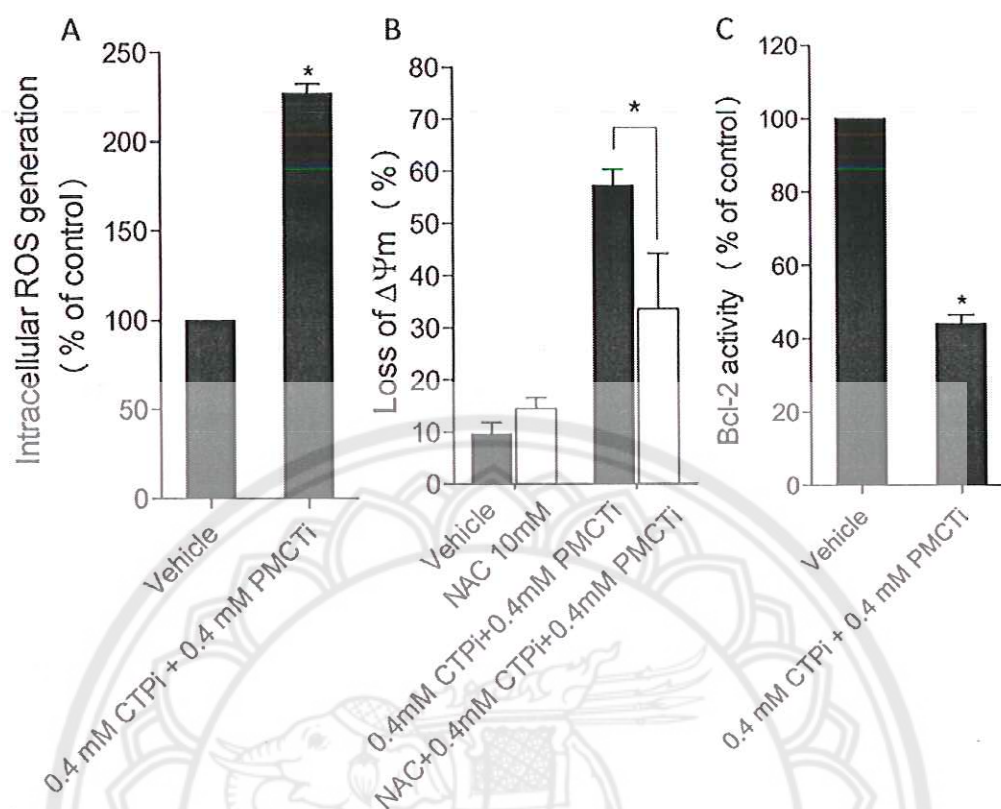 A
Intracellular ROS generation
( % of control)
250
200
150
100
50
0
*
Vehicle
0.4 mM CTPi + 0.4 mM PMCTi
B
Loss of ΔΨm ( %)
80
70
60
50
40
30
20
10
0
*
Vehicle
NAC 10mM
0.4mM CTPi+0.4mM PMCTi
NAC+0.4mM CTPi+0.4mM PMCTi
C
Bcl-2 activity ( % of control)
120
100
80
60
40
20
0
*
Vehicle
0.4 mM CTPi + 0.4 mM PMCTi